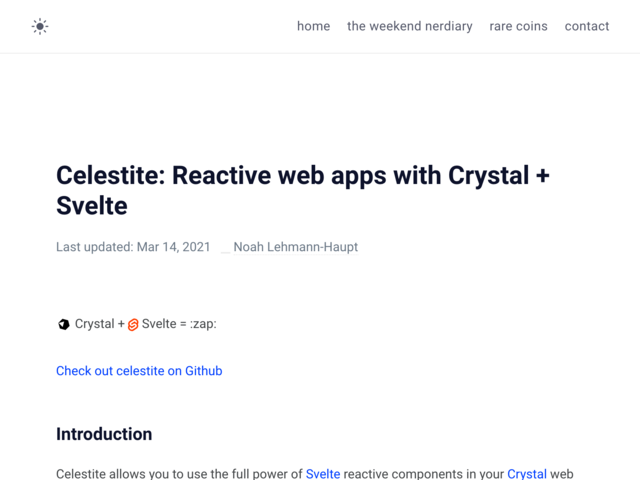 home the weekend nerdiary rare coins contact
Celestite: Reactive web apps with Crystal +
Svelte
Last updated: Mar 14, 2021 __ Noah Lehmann-Haupt
Crystal + Svelte = :zap:
Check out celestite on Github
Introduction
Celestite allows you to use the full power of Svelte reactive components in your Crystal web